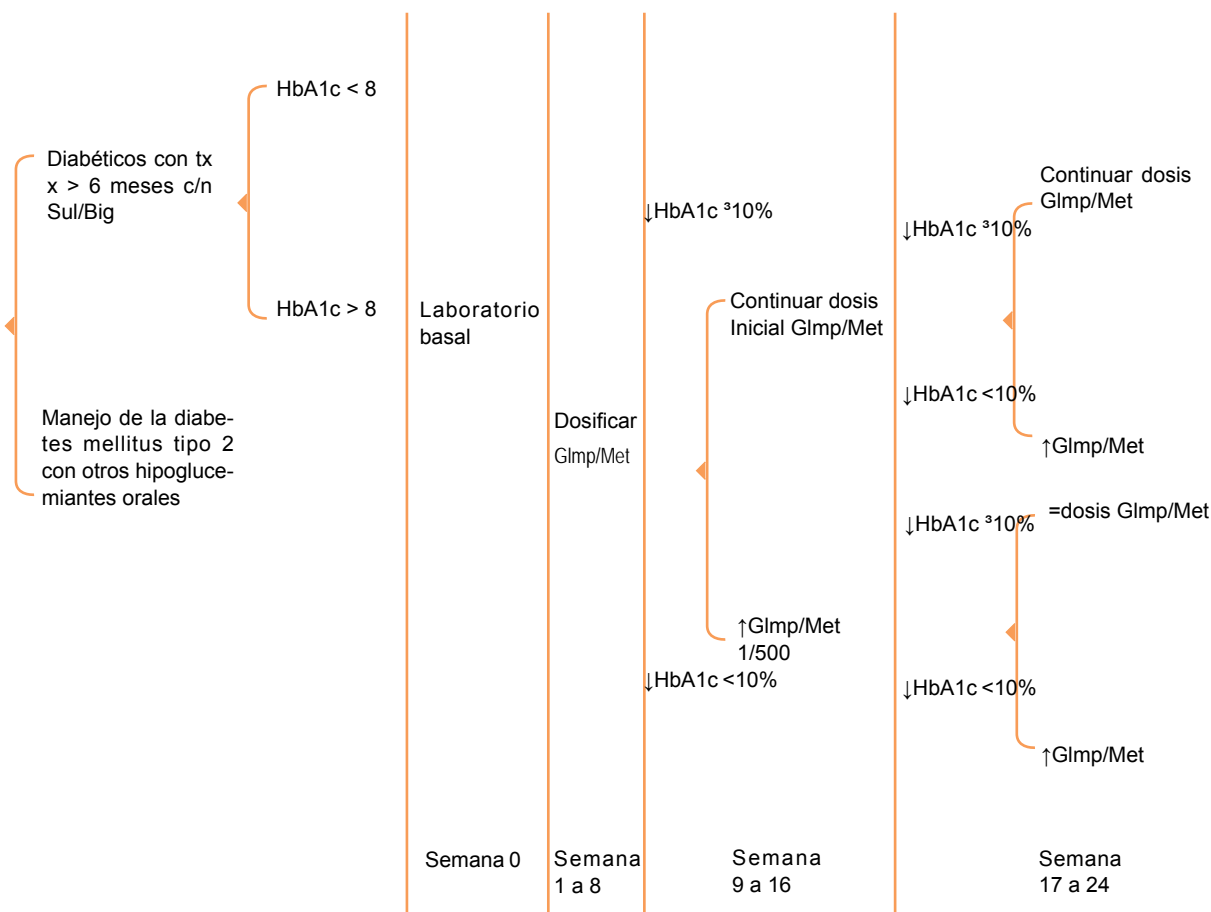 HbA1c < 8
Diabéticos con tx
x > 6 meses c/n
Sul/Big
HbA1c > 8
Manejo de la diabe-
tes mellitus tipo 2
con otros hipogluce-
miantes orales
Laboratorio
basal
Dosificar
Glmp/Met
↓HbA1c ³10%
Continuar dosis
Inicial Glmp/Met
↑Glmp/Met
1/500
↓HbA1c <10%
↓HbA1c ³10%
Continuar dosis
Glmp/Met
↓HbA1c <10%
↑Glmp/Met
↓HbA1c ³10%
=dosis Glmp/Met
↓HbA1c <10%
↑Glmp/Met
Semana 0
Semana
1 a 8
Semana
9 a 16
Semana
17 a 24